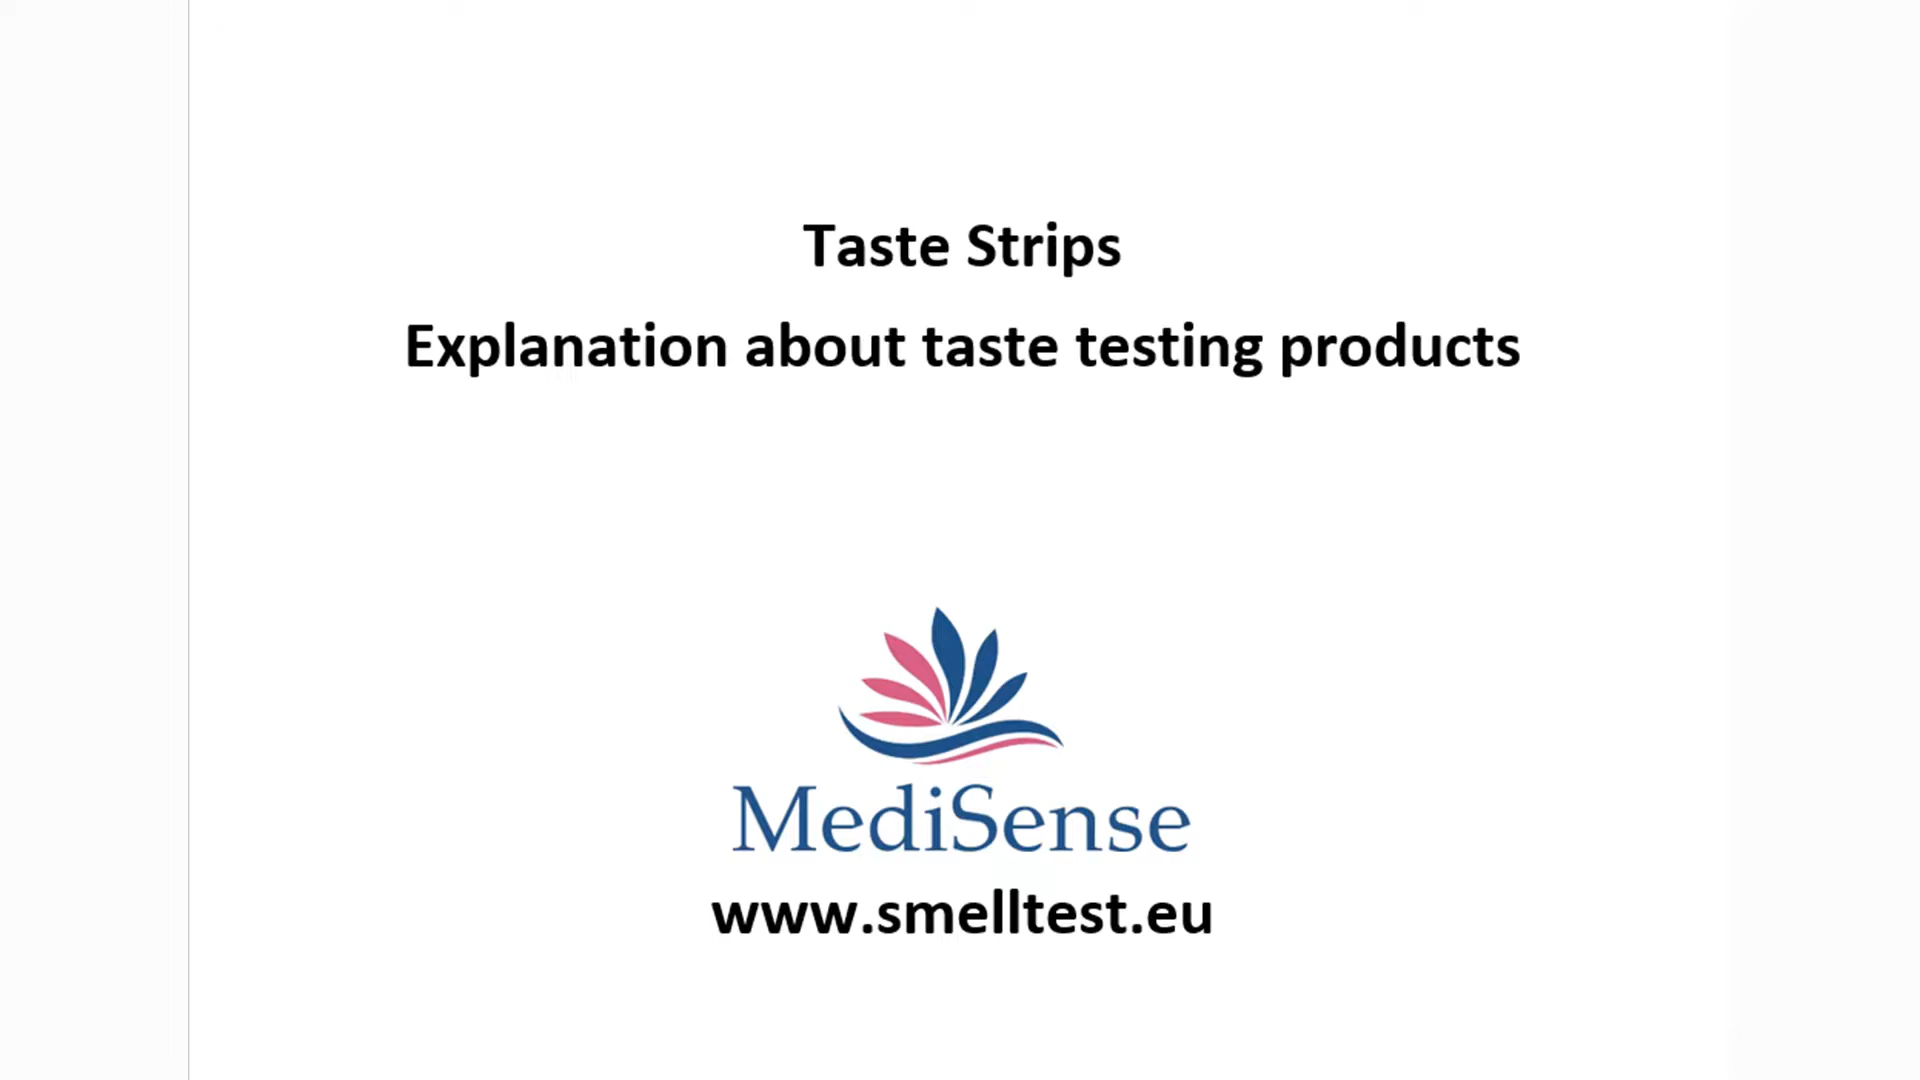 Taste Strips
Explanation about taste testing products
MediSense
www.smelltest.eu